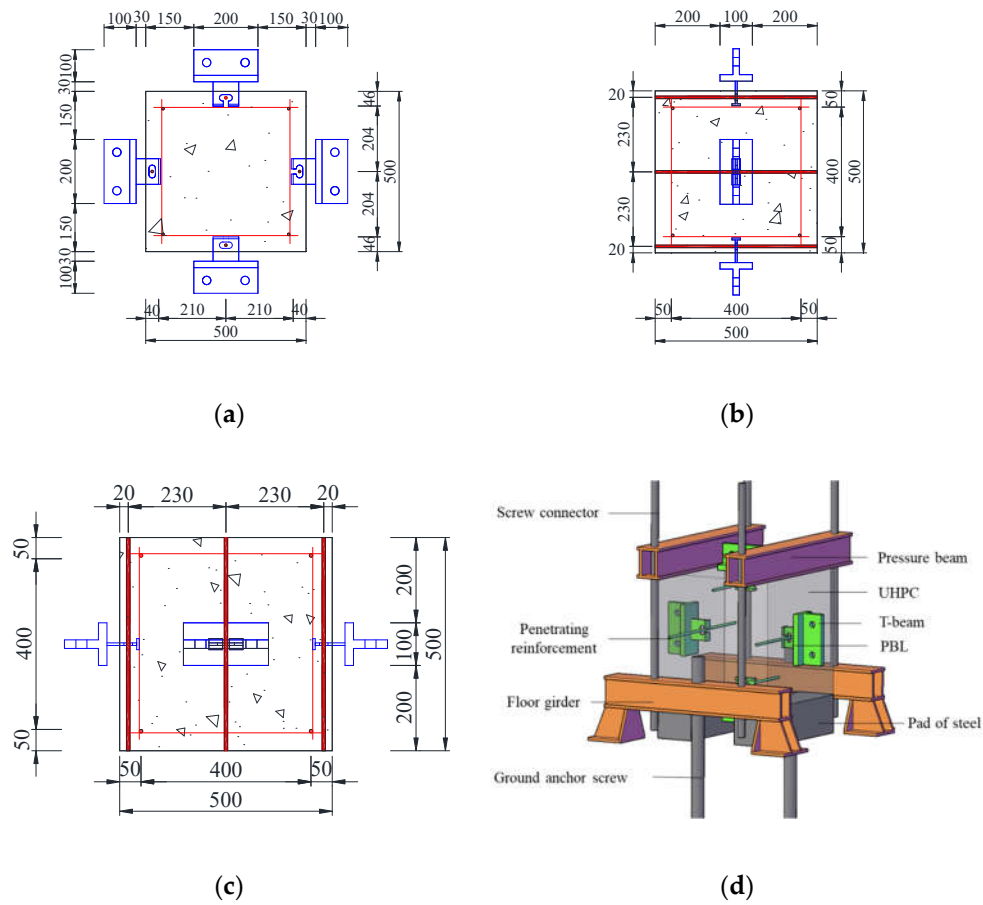 100 30 150 200 150 30 100
100
30
150
200
150
30
100
46
204
204
46
500
40 210 210 40
500
(a)
200 100 200
20
230
230
20
50
400
50
500
50 400 50
500
(b)
20 230 230 20
50
400
50
200
100
200
500
50 400 50
500
(c)
Screw connector
Pressure beam
UHPC
T-beam
Penetrating
reinforcement
PBL
Floor girder
Pad of steel
Ground anchor screw
(d)